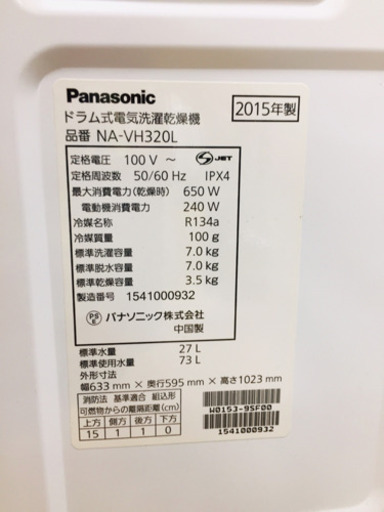 Panasonic
2015年製
ドラム式電気洗濯乾燥機
品番 NA-VH320L
定格電圧 100 V ~
S JET
定格周波数 50/60 Hz IPX4
最大消費電力(乾燥時) 650 W
電動機消費電力 240 W
冷媒名称 R134a
冷媒質量 100 g
標準洗濯容量 7.0 kg
標準脱水容量 7.0 kg
標準乾燥容量 3.5 kg
製造番号 1541000932
PS E パナソニック株式会社
中国製
標準水量 27 L
標準使用水量 73 L
外形寸法
幅633 mm × 奥行595 mm × 高さ1023 mm
消防法 基準適合 組込形
可燃物からの離隔距離(cm)
上方 側方 後方 下方
15 1 1 0
W0153-9SF00
1541000932